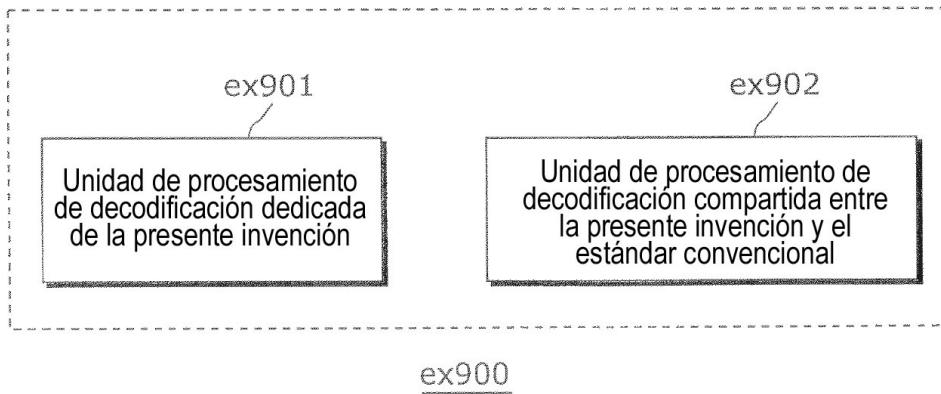 ex901
ex902
Unidad de procesamiento
de decodificación dedicada
de la presente invención
Unidad de procesamiento de
decodificación compartida entre
la presente invención y el
estándar convencional
ex900